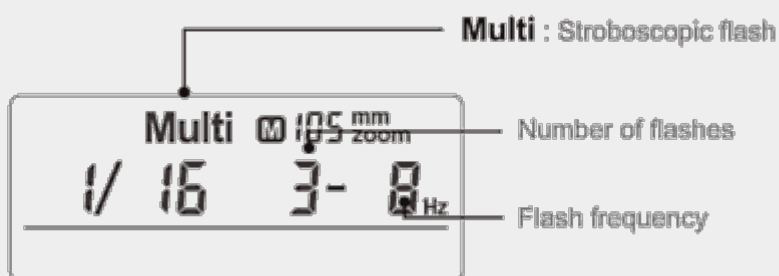 Multi : Stroboscopic flash
Multi M 105 mm zoom
Number of flashes
1/ 16 3- 8 Hz
Flash frequency